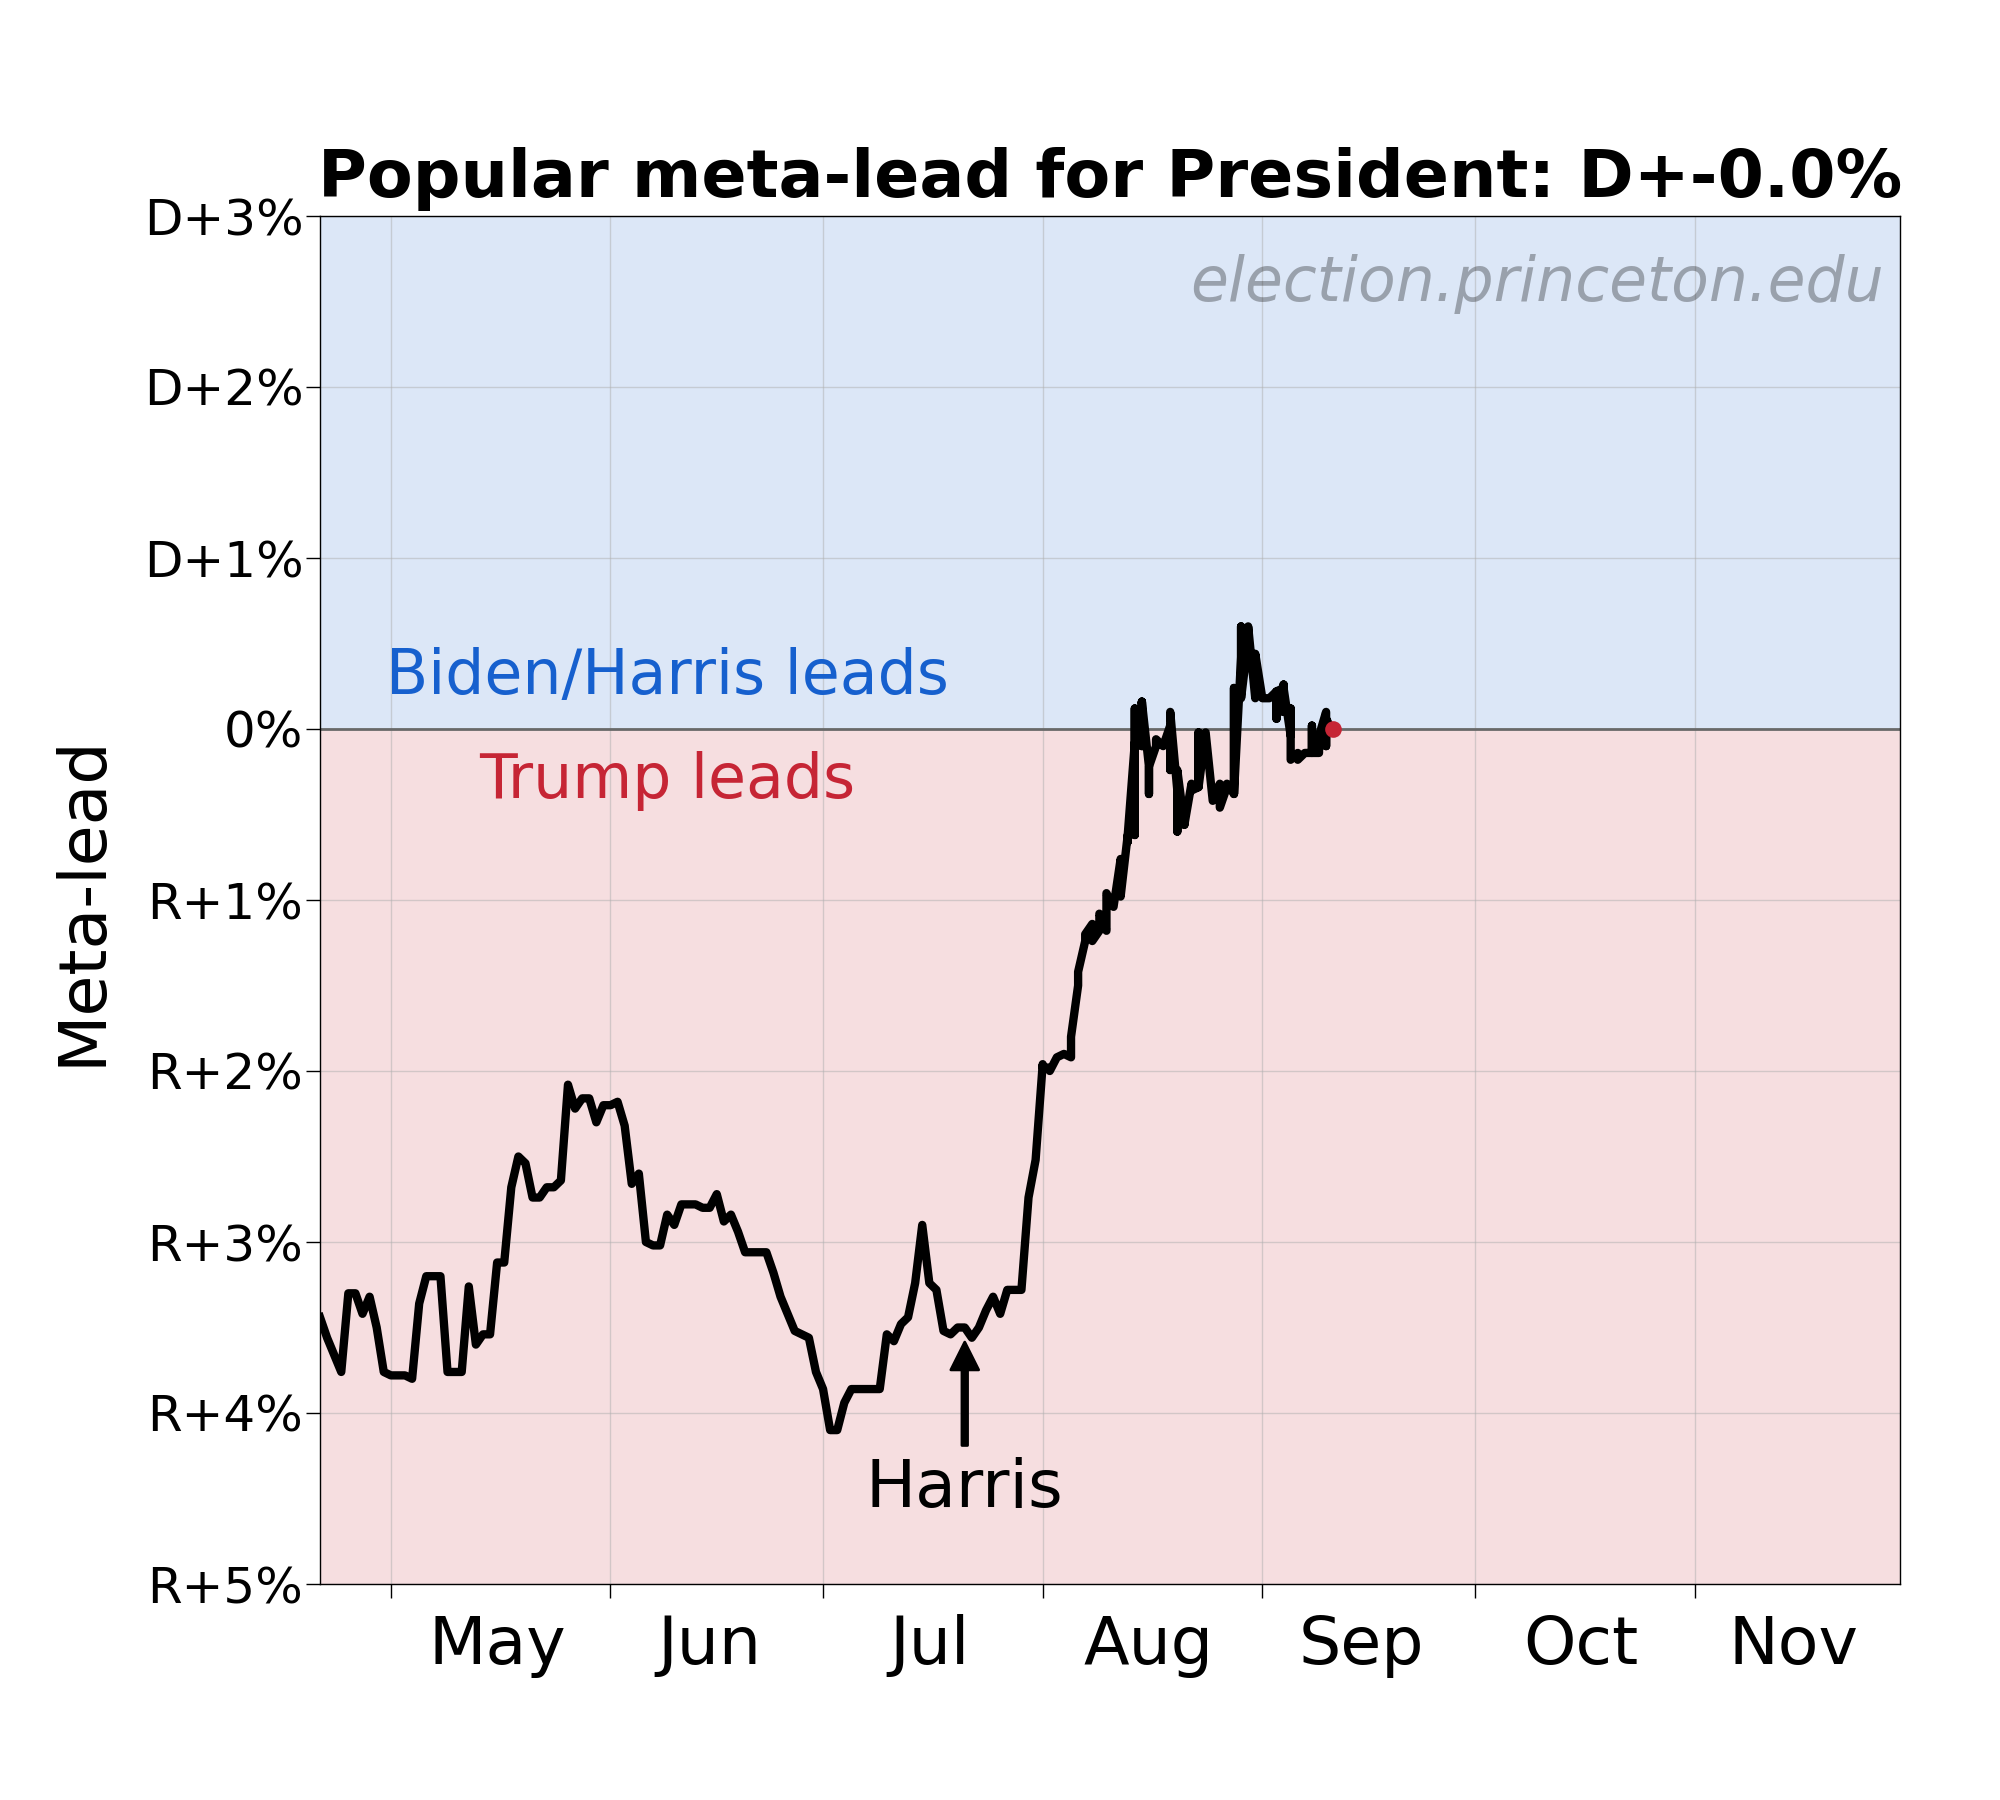 Popular meta-lead for President: D+-0.0%
D+3%
election.princeton.edu
D+2%
D+1%
Biden/Harris leads
0%
Trump leads
Meta-lead
R+1%
R+2%
R+3%
R+4%
Harris
R+5%
May Jun Jul Aug Sep Oct Nov